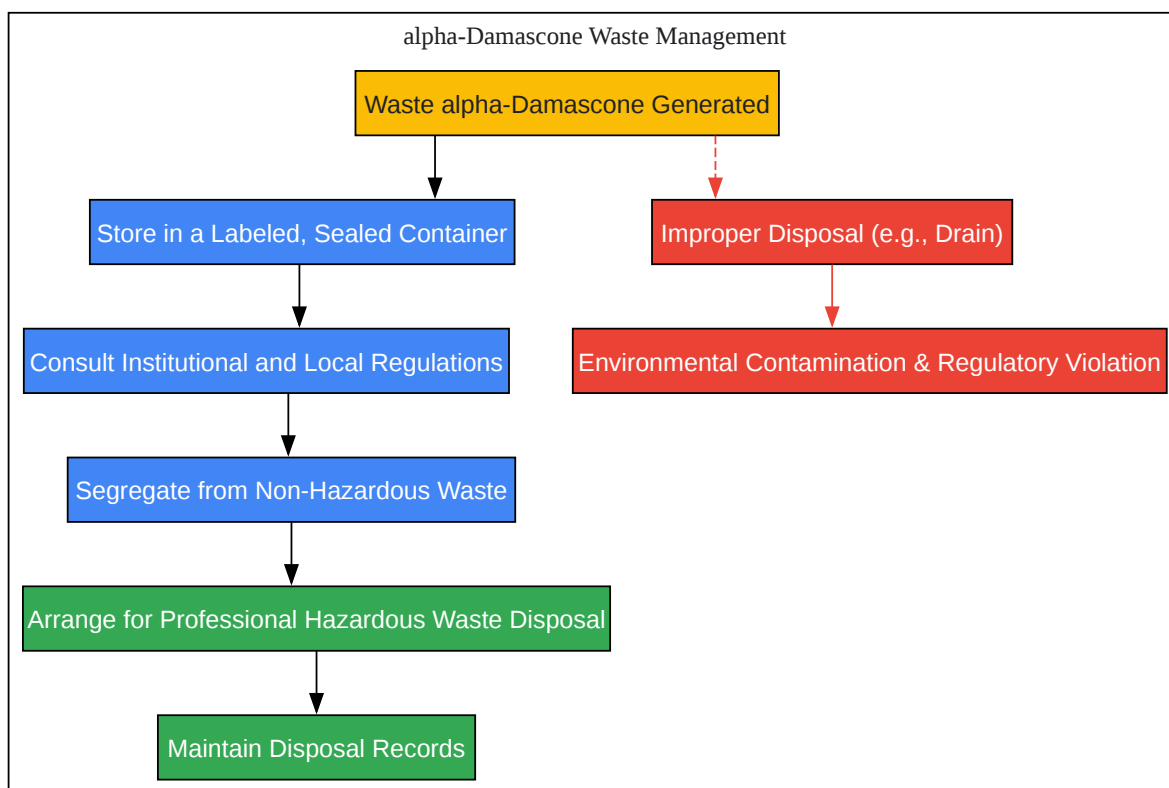 alpha-Damascone Waste Management
Waste alpha-Damascone Generated
Store in a Labeled, Sealed Container
Improper Disposal (e.g., Drain)
Consult Institutional and Local Regulations
Environmental Contamination & Regulatory Violation
Segregate from Non-Hazardous Waste
Arrange for Professional Hazardous Waste Disposal
Maintain Disposal Records